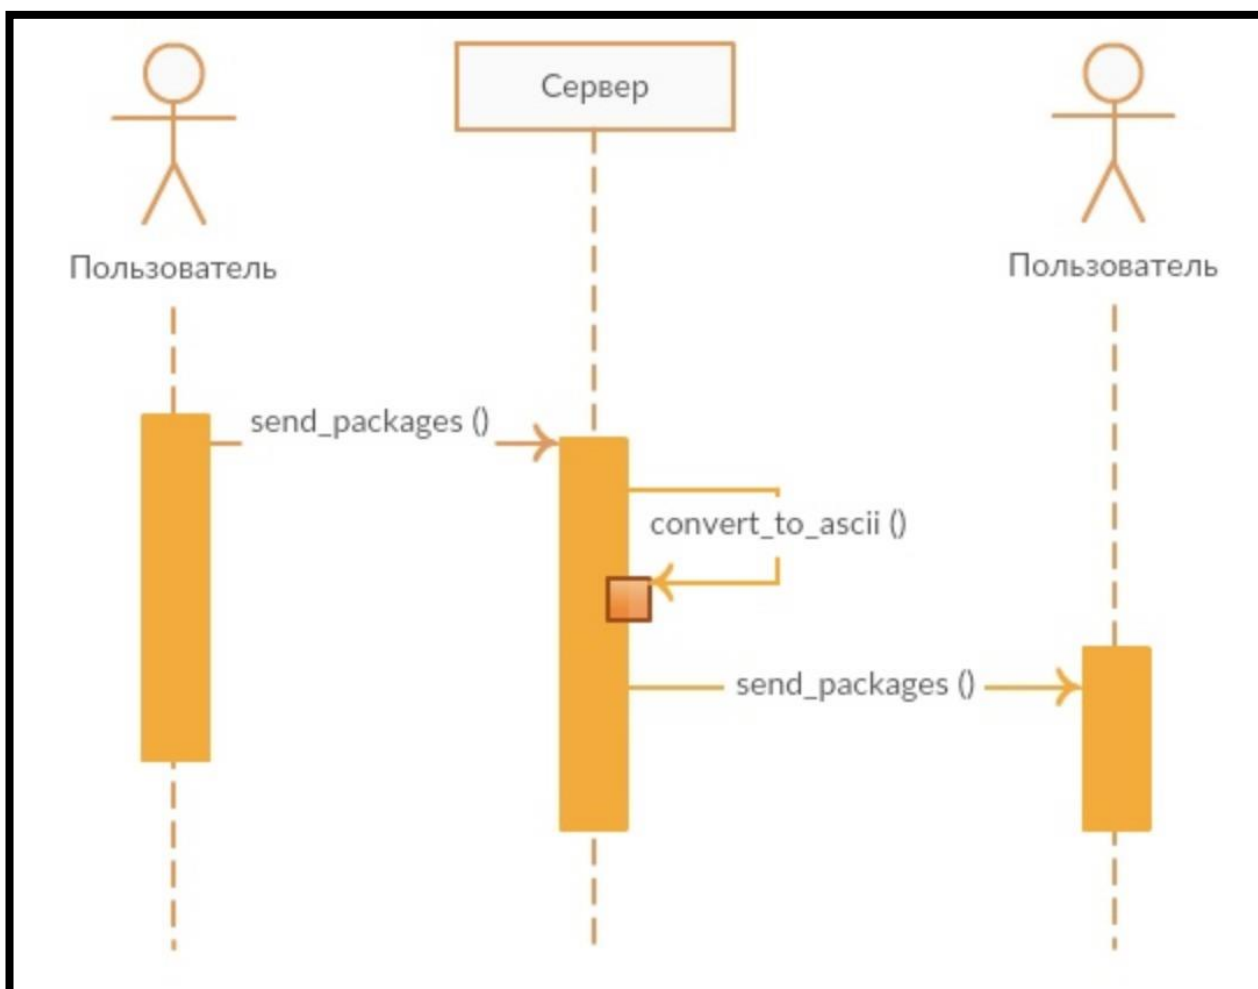 Сервер
Пользователь
Пользователь
send_packages ()
convert_to_ascii ()
send_packages ()